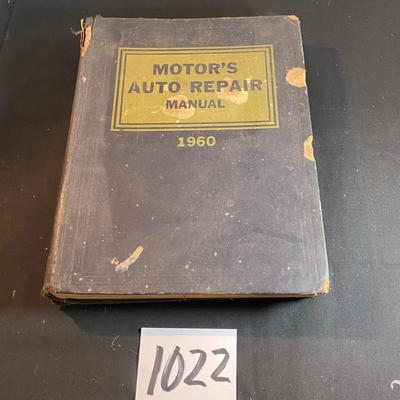 MOTOR'S
AUTO REPAIR
MANUAL
1960
1022